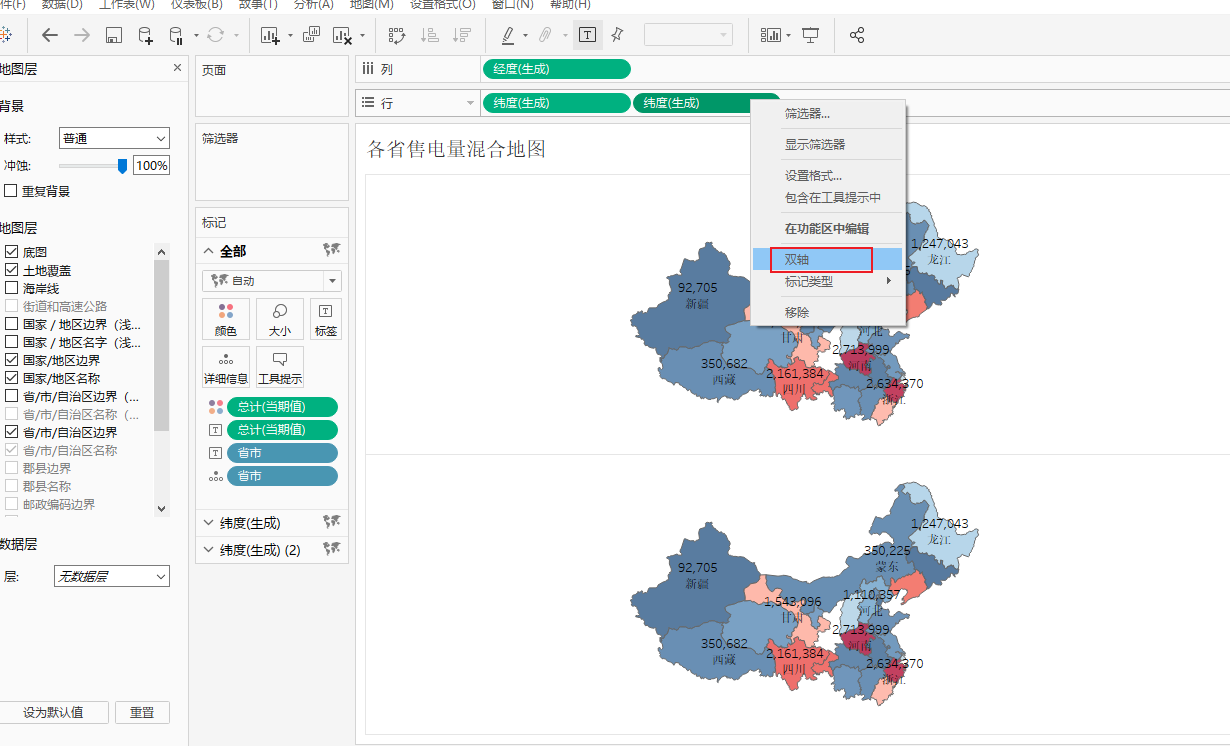 件(F) 数据(D) 工作表(W) 仪表板(B) 故事(T) 分析(A) 地图(M) 设置格式(O) 窗口(N) 帮助(H)
地图层
背景
样式: 普通
冲蚀: 100%
重复背景
地图层
底图
土地覆盖
海岸线
街道和高速公路
国家 / 地区边界（浅...
国家 / 地区名字（浅...
国家/地区边界
国家/地区名称
省/市/自治区边界（...
省/市/自治区名称（...
省/市/自治区边界
省/市/自治区名称
郡县边界
郡县名称
邮政编码边界
数据层
层: 无数据层
设为默认值 重置
页面
筛选器
标记
全部
自动
颜色 大小 标签
详细信息 工具提示
总计(当期值)
总计(当期值)
省市
省市
纬度(生成)
纬度(生成) (2)
列 经度(生成)
行 纬度(生成) 纬度(生成)
各省售电量混合地图
筛选器...
显示筛选器
设置格式...
包含在工具提示中
在功能区中编辑
双轴
标记类型
移除
1,247,043
龙江
92,705
新疆
甘肃
河北
2,713,999
河南
350,682
西藏
2,161,384
四川
2,634,370
浙江
1,247,043
龙江
350,225
蒙东
92,705
新疆
1,543,096
甘肃
1,110,357
河北
2,713,999
河南
350,682
西藏
2,161,384
四川
2,634,370
浙江